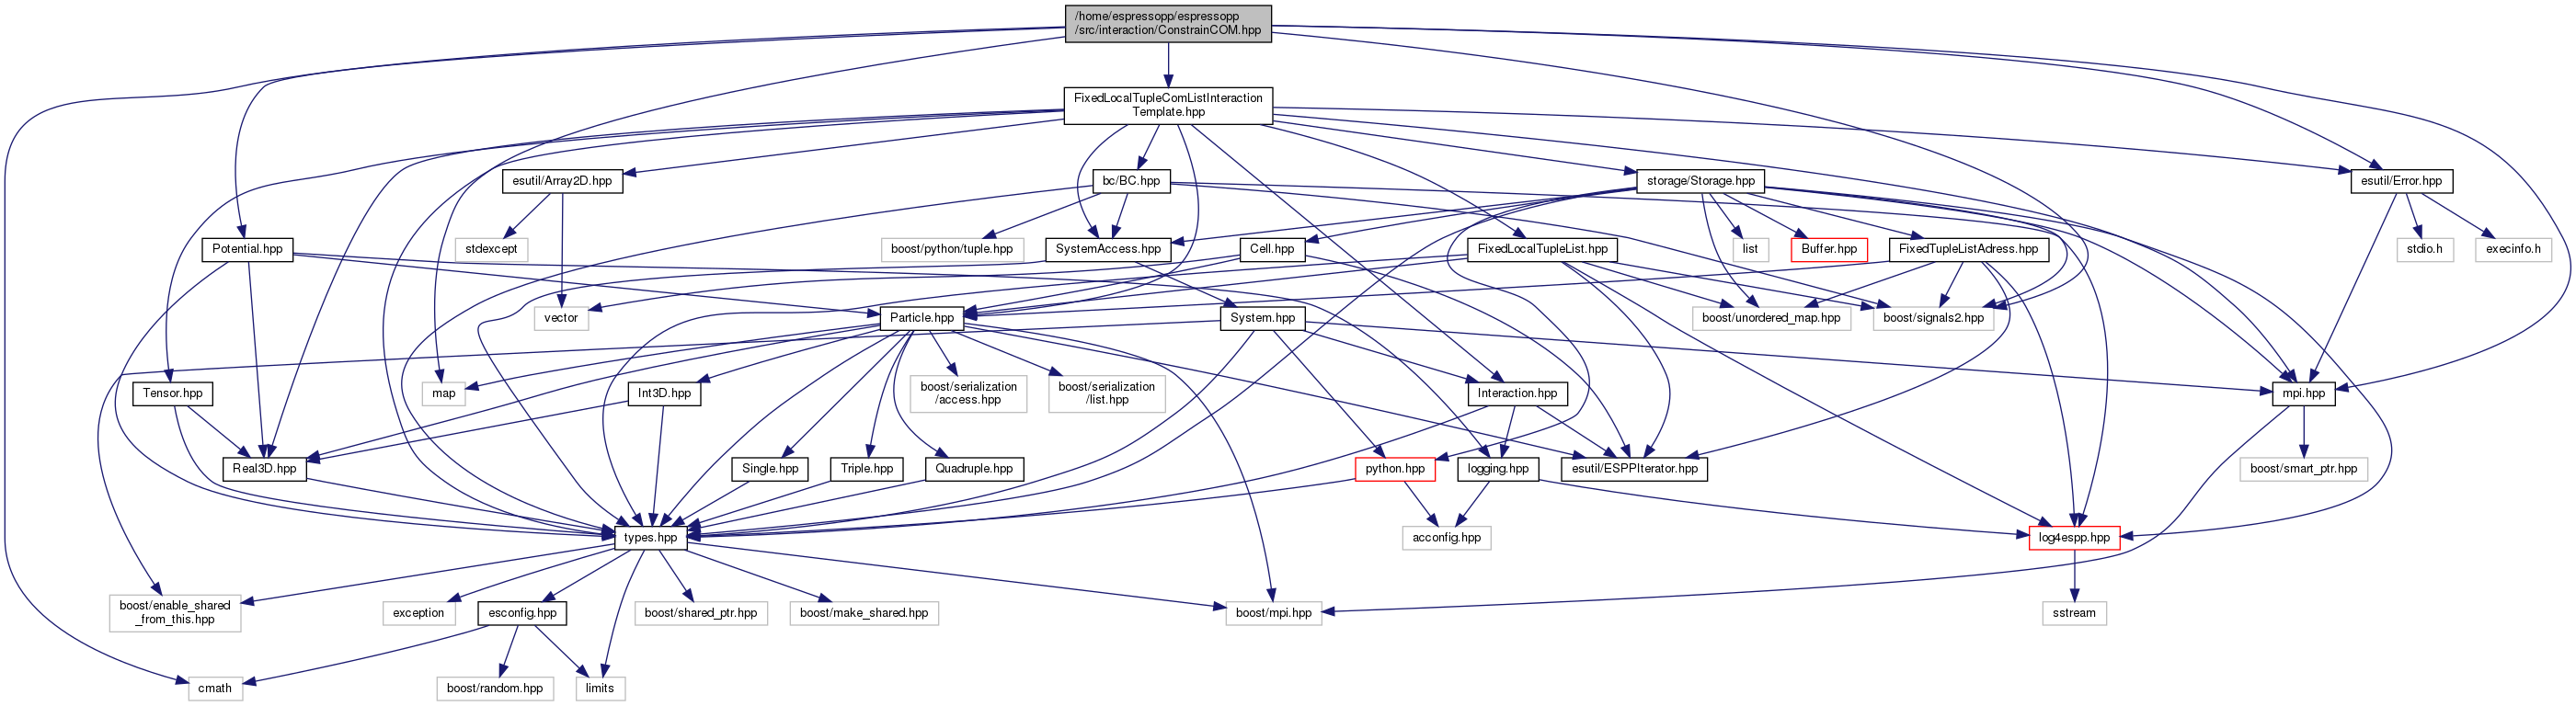 /home/espressopp/espressopp
/src/interaction/ConstrainCOM.hpp
FixedLocalTupleComListInteraction
Template.hpp
esutil/Array2D.hpp
bc/BC.hpp
storage/Storage.hpp
esutil/Error.hpp
Potential.hpp
stdexcept
boost/python/tuple.hpp
SystemAccess.hpp
Cell.hpp
FixedLocalTupleList.hpp
list
Buffer.hpp
FixedTupleListAdress.hpp
stdio.h
execinfo.h
vector
Particle.hpp
System.hpp
boost/unordered_map.hpp
boost/signals2.hpp
Tensor.hpp
map
Int3D.hpp
boost/serialization
/access.hpp
boost/serialization
/list.hpp
Interaction.hpp
mpi.hpp
Real3D.hpp
Single.hpp
Triple.hpp
Quadruple.hpp
python.hpp
logging.hpp
esutil/ESPPIterator.hpp
boost/smart_ptr.hpp
types.hpp
acconfig.hpp
log4espp.hpp
boost/enable_shared
_from_this.hpp
exception
esconfig.hpp
boost/shared_ptr.hpp
boost/make_shared.hpp
boost/mpi.hpp
sstream
cmath
boost/random.hpp
limits